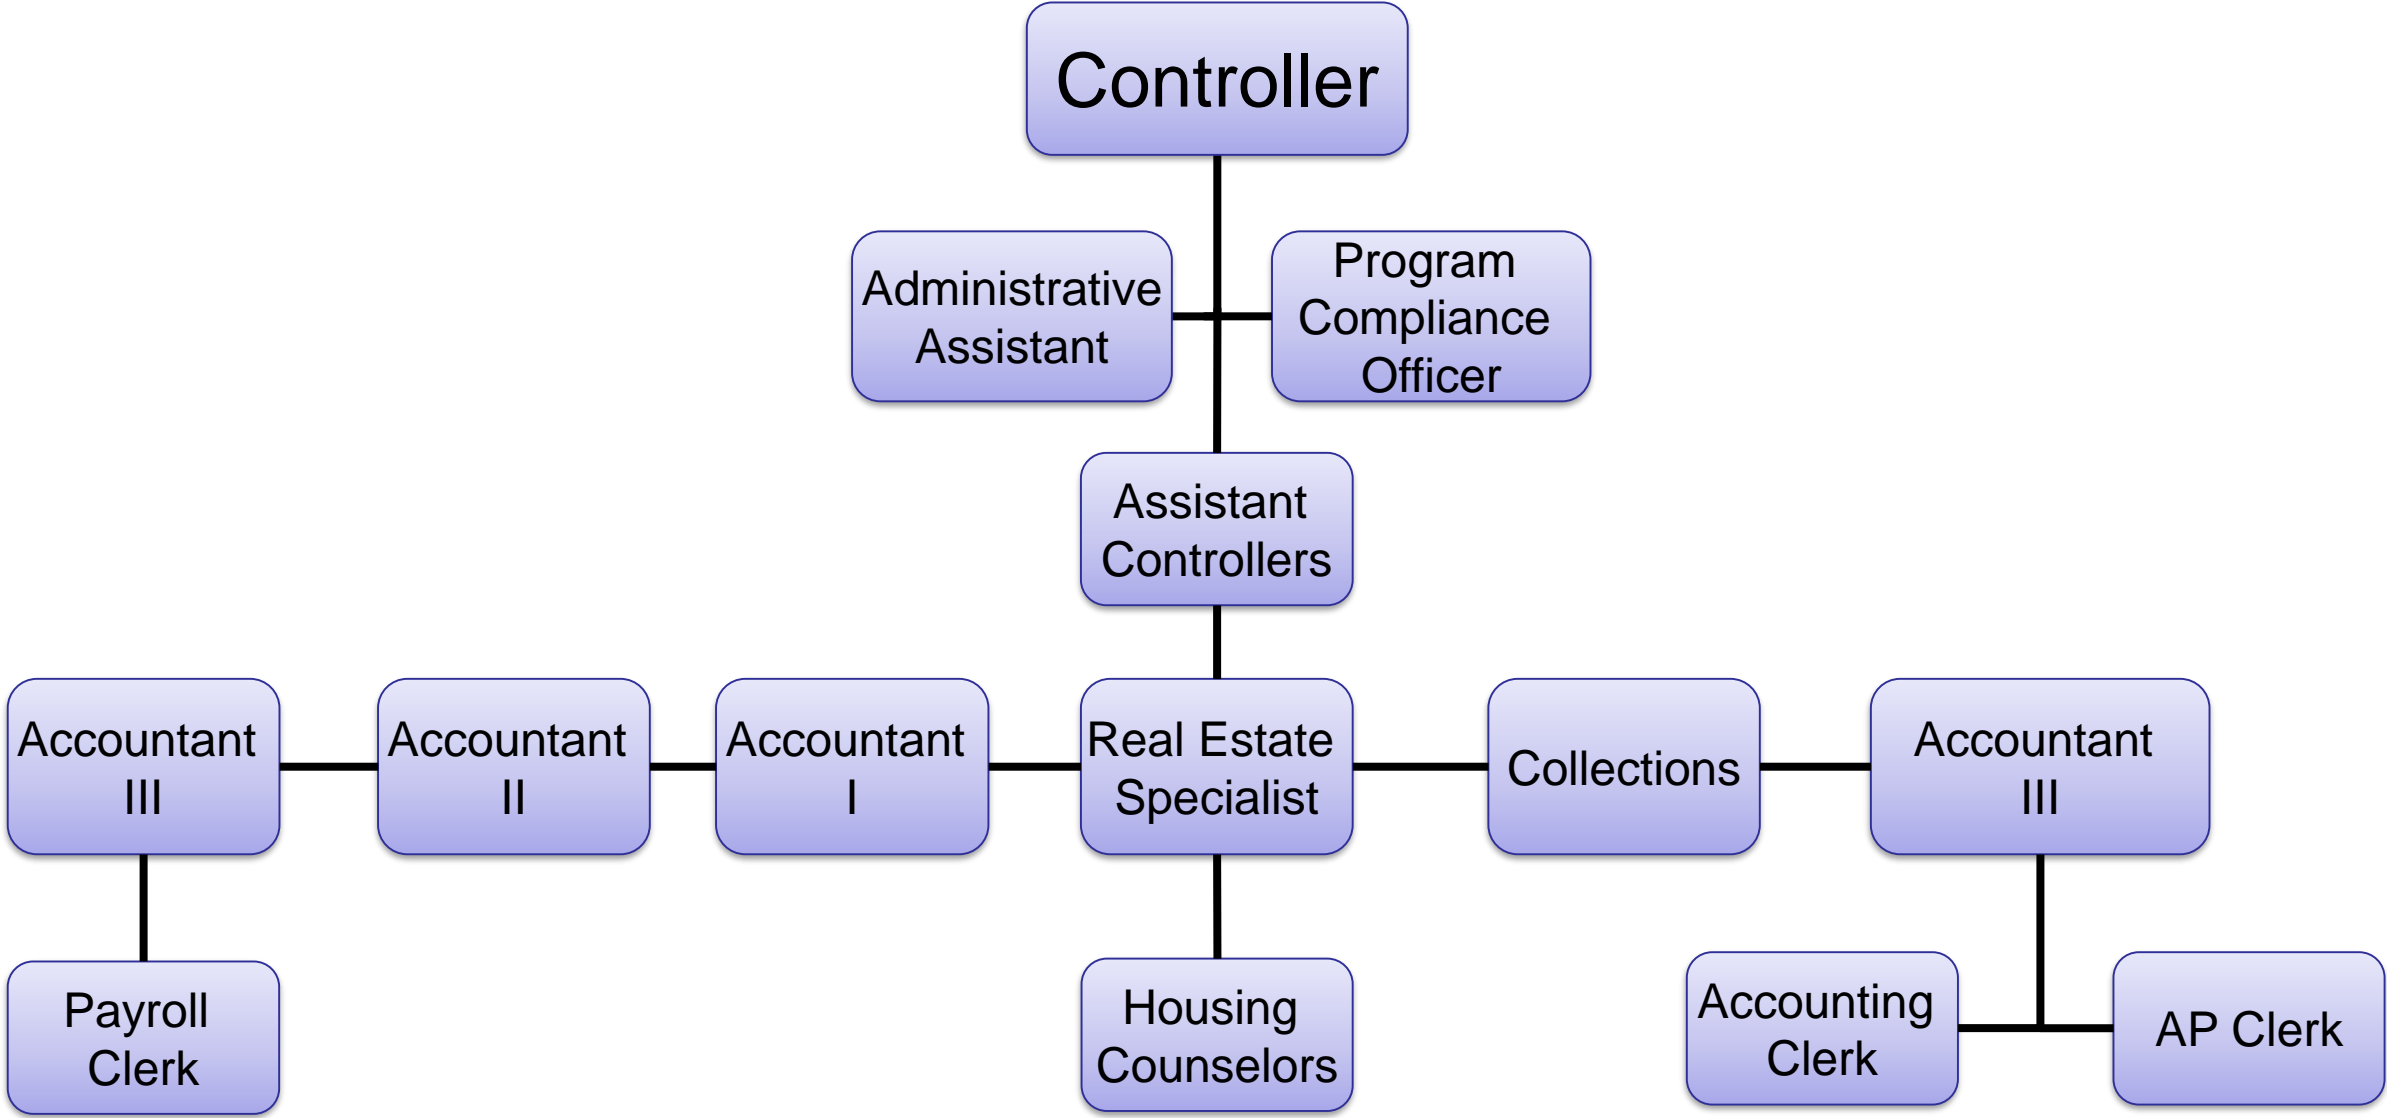 Controller
Administrative
Assistant
Program
Compliance
Officer
Assistant
Controllers
Accountant
III
Accountant
II
Accountant
I
Real Estate
Specialist
Collections
Accountant
III
Payroll
Clerk
Housing
Counselors
Accounting
Clerk
AP Clerk